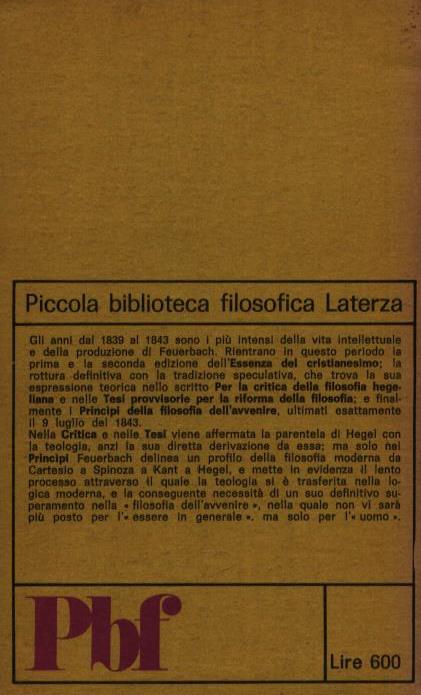 Piccola biblioteca filosofica Laterza
Gli anni dal 1839 al 1843 sono i più intensi della vita intellettuale
e della produzione di Feuerbach. Rientrano in questo periodo la
prima e la seconda edizione dell'Essenza del cristianesimo; la
rottura definitiva con la tradizione speculativa, che trova la sua
espressione teorica nello scritto Per la critica della filosofia hege-
liana e nelle Tesi provvisorie per la riforma della filosofia; e final-
mente i Principi della filosofia dell'avvenire, ultimati esattamente
il 9 luglio del 1843.
Nella Critica e nelle Tesi viene affermata la parentela di Hegel con
la teologia, anzi la sua diretta derivazione da essa; ma solo nei
Principi Feuerbach delinea un profilo della filosofia moderna da
Cartesio a Spinoza a Kant a Hegel, e mette in evidenza il lento
processo attraverso il quale la teologia si è trasferita nella lo-
gica moderna, e la conseguente necessità di un suo definitivo su-
peramento nella « filosofia dell'avvenire », nella quale non vi sarà
più posto per l'« essere in generale ». ma solo per l'« uomo ».
Pbf
Lire 600